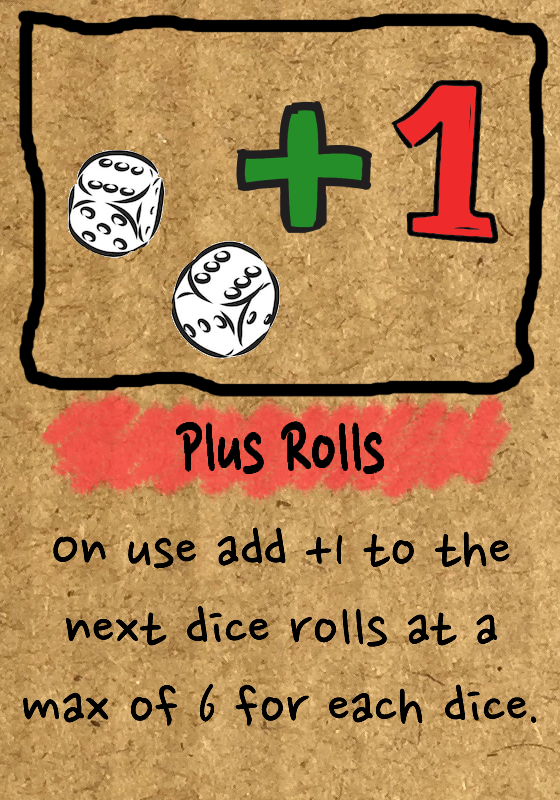 +1
Plus Rolls
on use add +1 to the
next dice rolls at a
max of 6 for each dice.